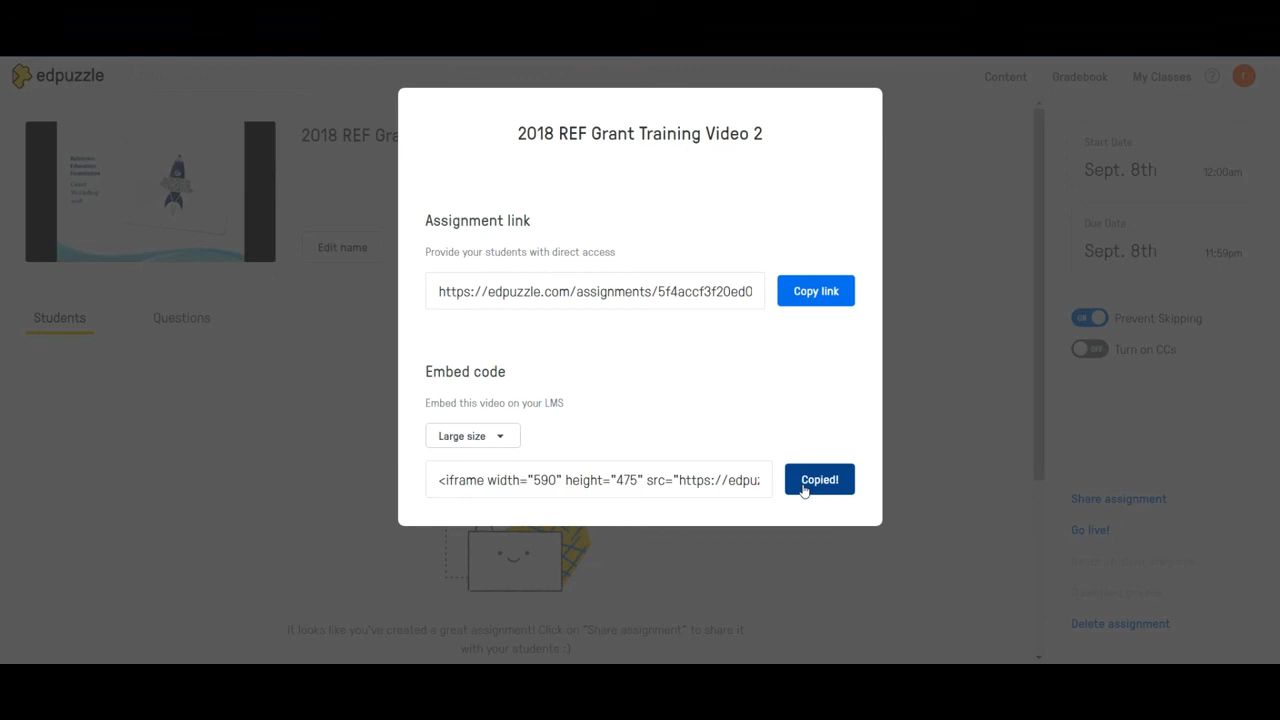 edpuzzle
Content
Gradebook
My Classes
?
r
2018 REF Gra
Edit name
Students
Questions
2018 REF Grant Training Video 2
Assignment link
Provide your students with direct access
https://edpuzzle.com/assignments/5f4accf3f20ed0
Copy link
Embed code
Embed this video on your LMS
Large size
<iframe width="590" height="475" src="https://edpuz
Copied!
It looks like you've created a great assignment! Click on "Share assignment" to share it
with your students :)
Start Date
Sept. 8th
12:00am
Due Date
Sept. 8th
11:59pm
ON
Prevent Skipping
OFF
Turn on CCs
Share assignment
Go live!
Delete assignment